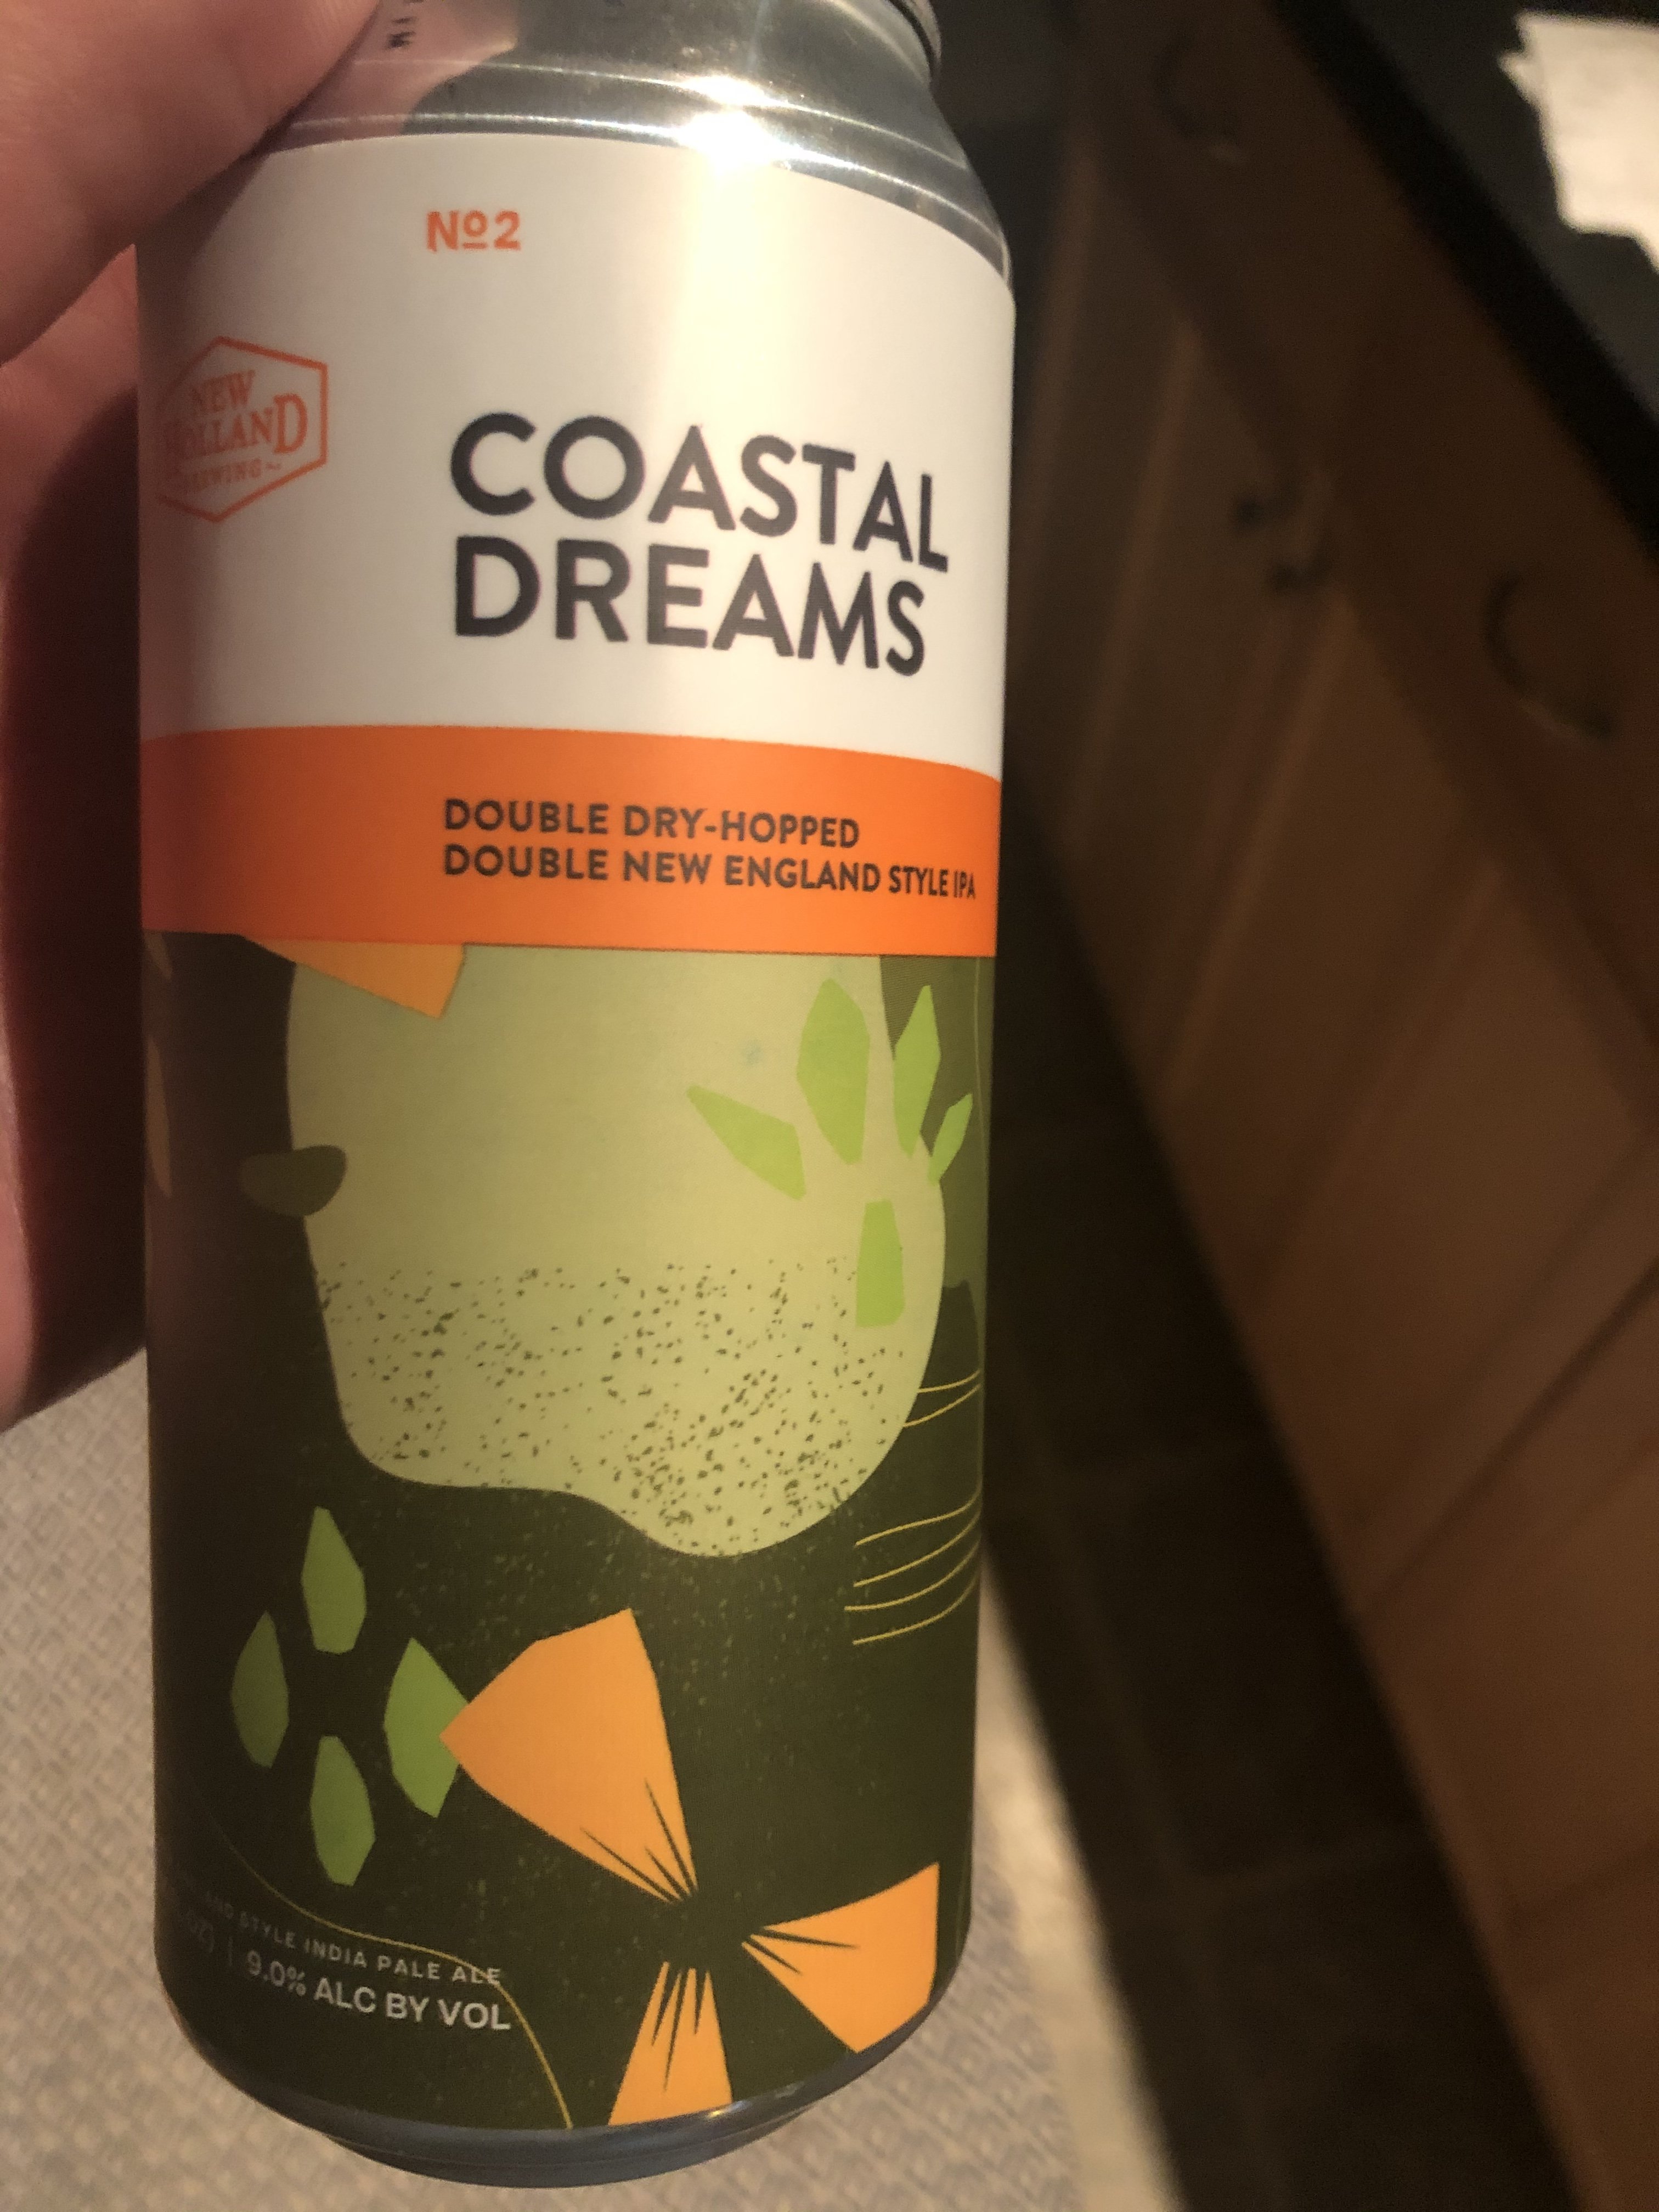 Nº2
NEW
HOLLAND
BREWING
COASTAL
DREAMS
DOUBLE DRY-HOPPED
DOUBLE NEW ENGLAND STYLE IPA
STYLE INDIA PALE ALE
9.0% ALC BY VOL